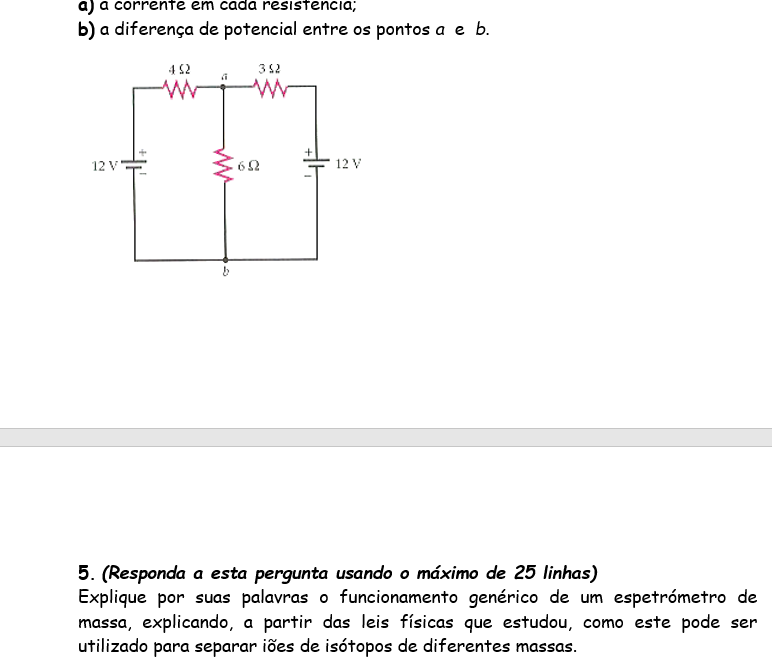 a) a corrente em cada resistência;
b) a diferença de potencial entre os pontos a e b.
4 Ω
a
3 Ω
+
12 V
−
6 Ω
+
12 V
−
b
5. (Responda a esta pergunta usando o máximo de 25 linhas)
Explique por suas palavras o funcionamento genérico de um espetrómetro de
massa, explicando, a partir das leis físicas que estudou, como este pode ser
utilizado para separar iões de isótopos de diferentes massas.